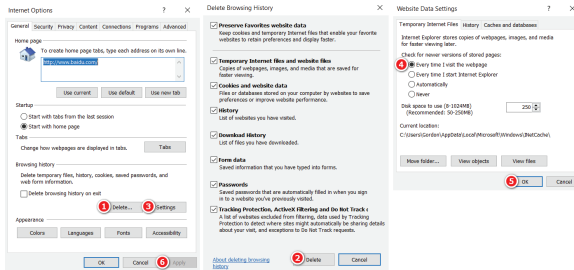 Internet Options
?
×
General Security Privacy Content Connections Programs Advanced
Home page
To create home page tabs, type each address on its own line.
http://www.baidu.com/
Use current
Use default
Use new tab
Startup
Start with tabs from the last session
Start with home page
Tabs
Change how webpages are displayed in tabs.
Tabs
Browsing history
Delete temporary files, history, cookies, saved passwords, and
web form information.
Delete browsing history on exit
1
Delete...
3
Settings
Appearance
Colors
Languages
Fonts
Accessibility
OK
Cancel
6
Apply
Delete Browsing History
×
Preserve Favorites website data
Keep cookies and temporary Internet files that enable your favorite
websites to retain preferences and display faster.
Temporary Internet files and website files
Copies of webpages, images, and media that are saved for
faster viewing.
Cookies and website data
Files or databases stored on your computer by websites to save
preferences or improve website performance.
History
List of websites you have visited.
Download History
List of files you have downloaded.
Form data
Saved information that you have typed into forms.
Passwords
Saved passwords that are automatically filled in when you sign
in to a website you've previously visited.
Tracking Protection, ActiveX Filtering and Do Not Track
A list of websites excluded from filtering, data used by Tracking
Protection to detect where sites might automatically be sharing details
about your visit, and exceptions to Do Not Track requests.
About deleting browsing
history
2
Delete
Cancel
Website Data Settings
?
×
Temporary Internet Files History Caches and databases
Internet Explorer stores copies of webpages, images, and media
for faster viewing later.
Check for newer versions of stored pages:
4
Every time I visit the webpage
Every time I start Internet Explorer
Automatically
Never
Disk space to use (8-1024MB)
(Recommended: 50-250MB)
250
Current location:
C:\Users\Gordon\AppData\Local\Microsoft\Windows\INetCache\
Move folder...
View objects
View files
5
OK
Cancel